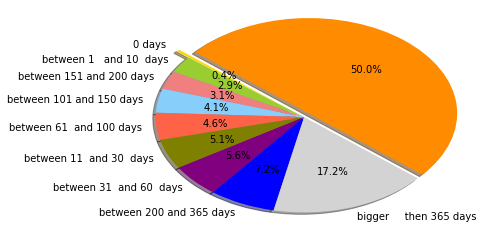 0 days
between 1 and 10 days
between 151 and 200 days
between 101 and 150 days
between 61 and 100 days
between 11 and 30 days
between 31 and 60 days
between 200 and 365 days
bigger then 365 days
0.4%
2.9%
3.1%
4.1%
4.6%
5.1%
5.6%
7.2%
17.2%
50.0%